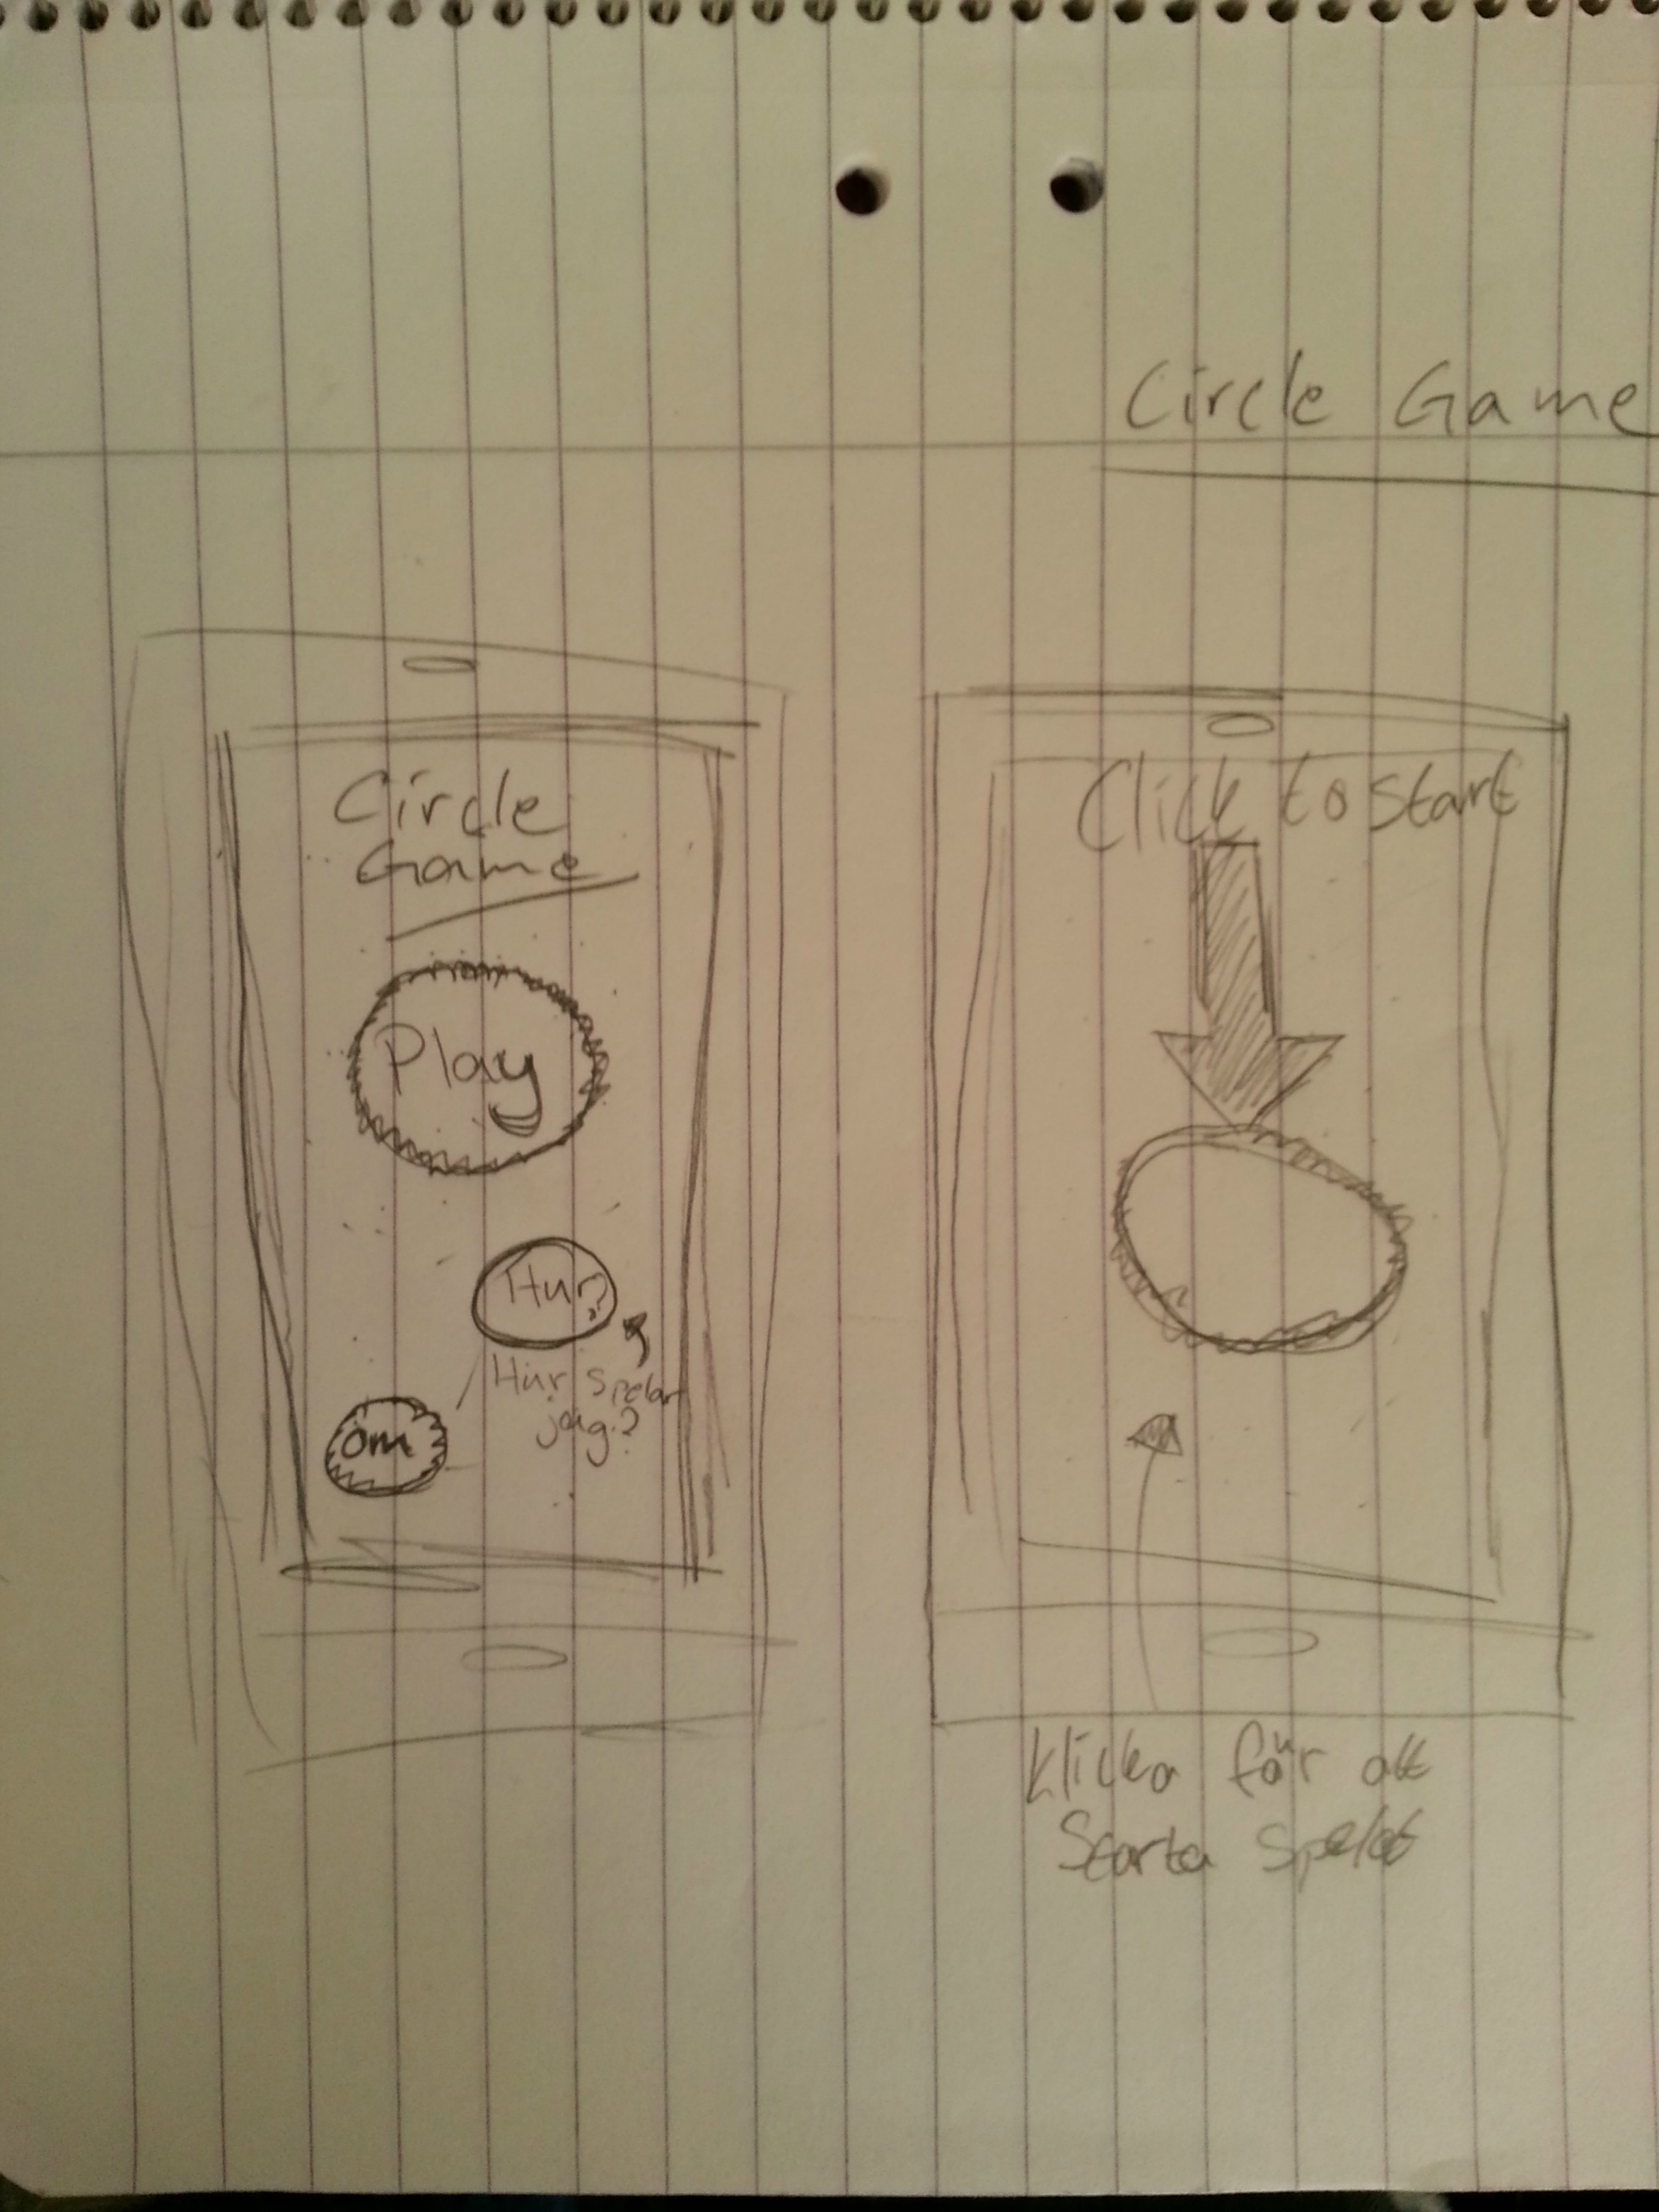 Circle Game
Circle
Game
Play
Hur?
Hur spelar
jag?
om
Click to start
Klicka för att
Starta Spelet